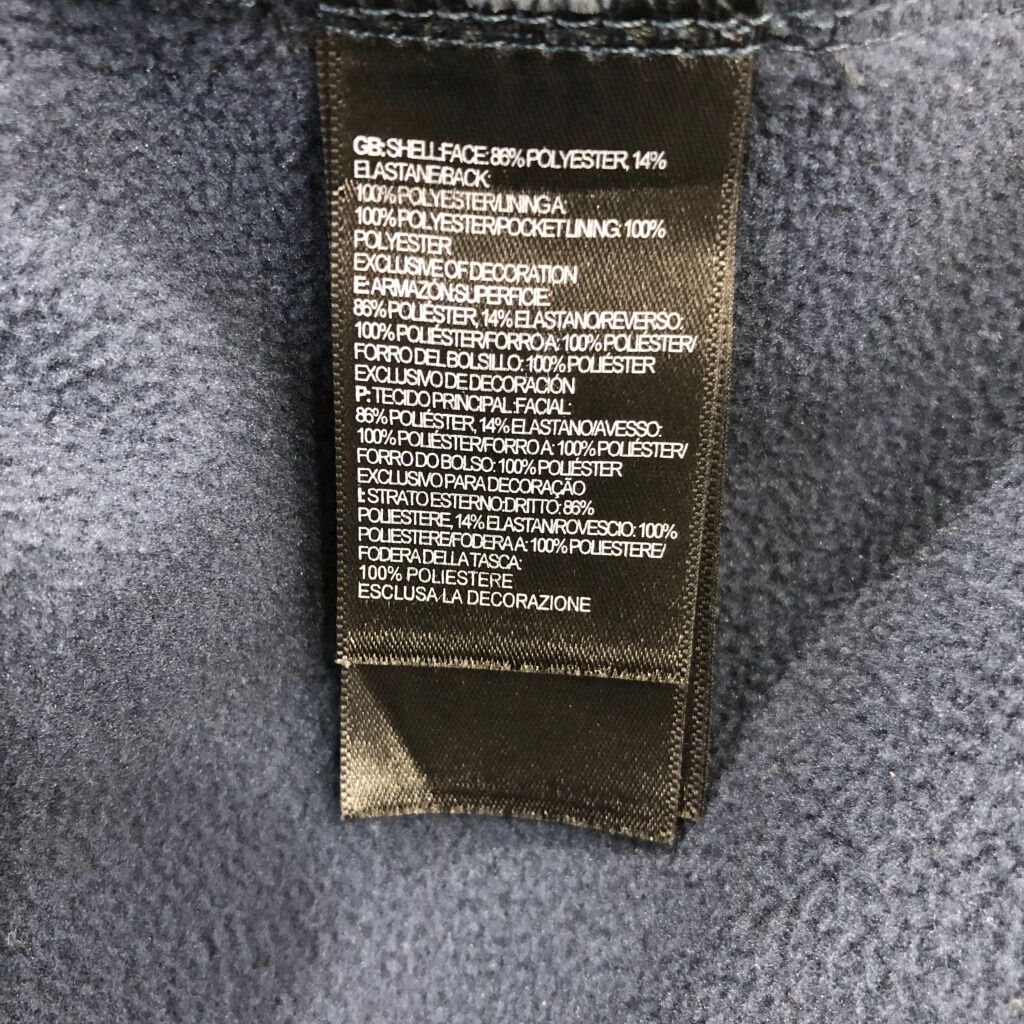 GB: SHELL:FACE: 86% POLYESTER, 14%
ELASTANE/BACK:
100% POLYESTER/LINING A:
100% POLYESTER/POCKET LINING: 100%
POLYESTER
EXCLUSIVE OF DECORATION
E: ARMAZÓN:SUPERFICIE:
86% POLIÉSTER, 14% ELASTANO/REVERSO:
100% POLIÉSTER/FORRO A: 100% POLIÉSTER/
FORRO DEL BOLSILLO: 100% POLIÉSTER
EXCLUSIVO DE DECORACIÓN
P: TECIDO PRINCIPAL:FACIAL:
86% POLIÉSTER, 14% ELASTANO/AVESSO:
100% POLIÉSTER/FORRO A: 100% POLIÉSTER/
FORRO DO BOLSO: 100% POLIÉSTER
EXCLUSIVO PARA DECORAÇÃO
I: STRATO ESTERNO:DRITTO: 86%
POLIESTERE, 14% ELASTAN/ROVESCIO: 100%
POLIESTERE/FODERA A: 100% POLIESTERE/
FODERA DELLA TASCA:
100% POLIESTERE
ESCLUSA LA DECORAZIONE